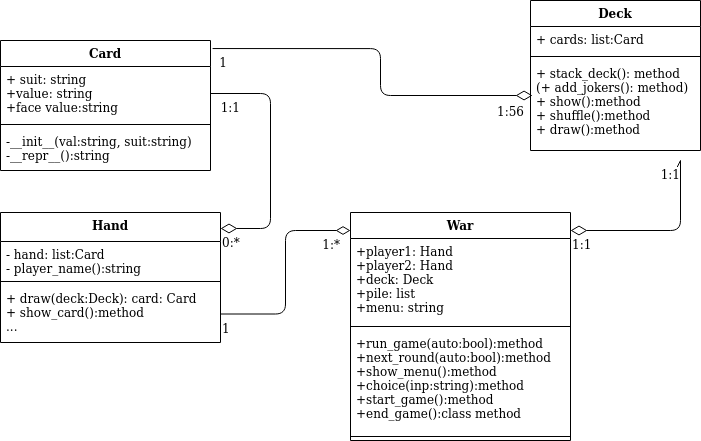 Deck
+ cards: list:Card
+ stack_deck(): method
(+ add_jokers(): method)
+ show():method
+ shuffle():method
+ draw():method
Card
+ suit: string
+value: string
+face value:string
-__init__(val:string, suit:string)
-__repr__():string
1
1:1
1:56
1:1
Hand
- hand: list:Card
- player_name():string
+ draw(deck:Deck): card: Card
+ show_card():method
...
0:*
1
1:*
War
+player1: Hand
+player2: Hand
+deck: Deck
+pile: list
+menu: string
+run_game(auto:bool):method
+next_round(auto:bool):method
+show_menu():method
+choice(inp:string):method
+start_game():method
+end_game():class method
1:1